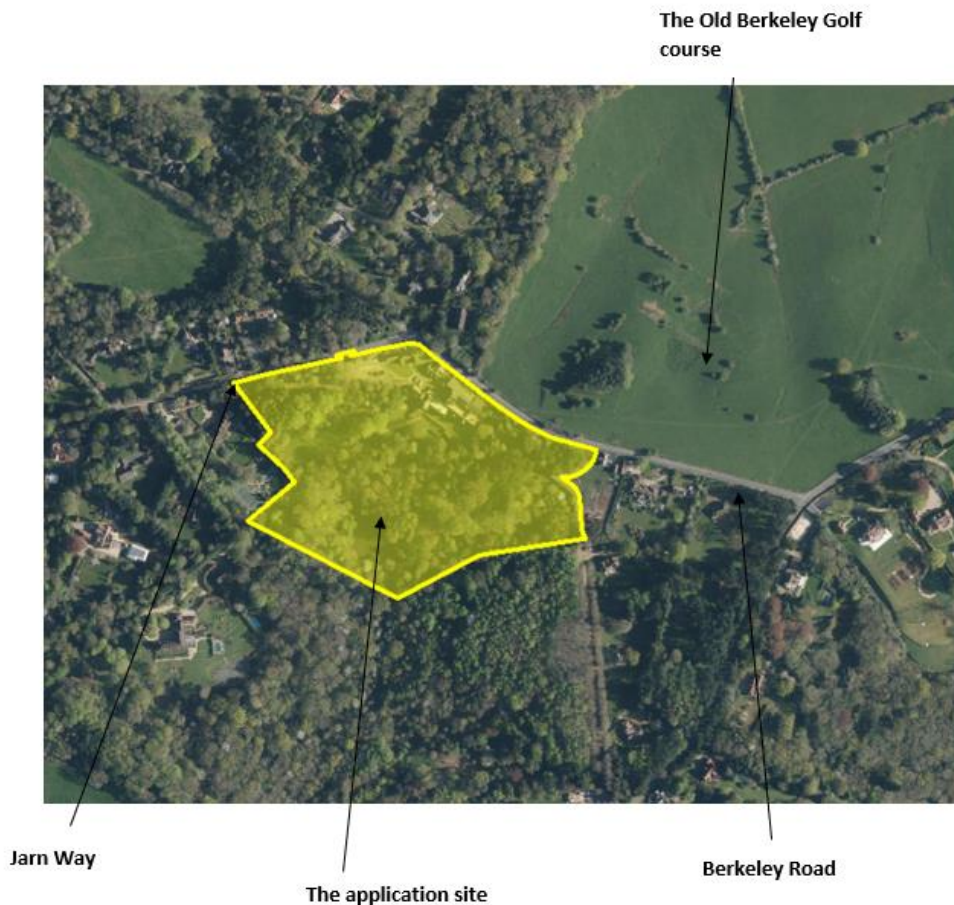 The Old Berkeley Golf
course
Jarn Way
The application site
Berkeley Road